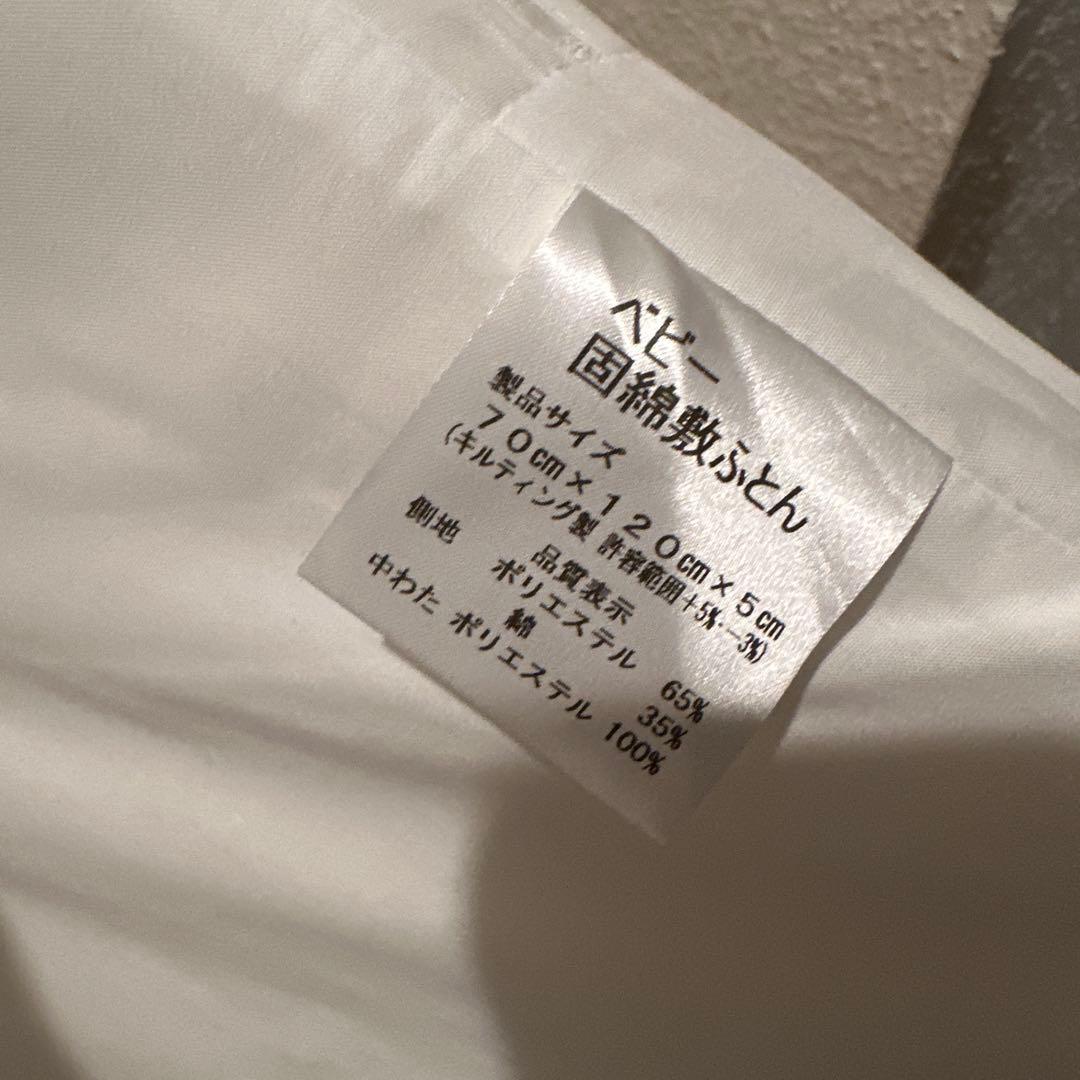 ベビー
固綿敷ふとん
製品サイズ
７０cm×１２０cm×５cm
(キルティング製 許容範囲+5%･−3%)
品質表示
側地 ポリエステル 65%
綿 35%
中わた ポリエステル 100%